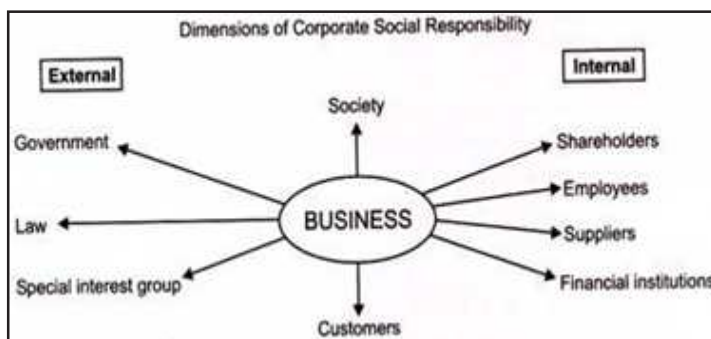 Dimensions of Corporate Social Responsibility
External
Internal
Society
Government
Shareholders
Employees
Law
BUSINESS
Suppliers
Special interest group
Financial institutions
Customers